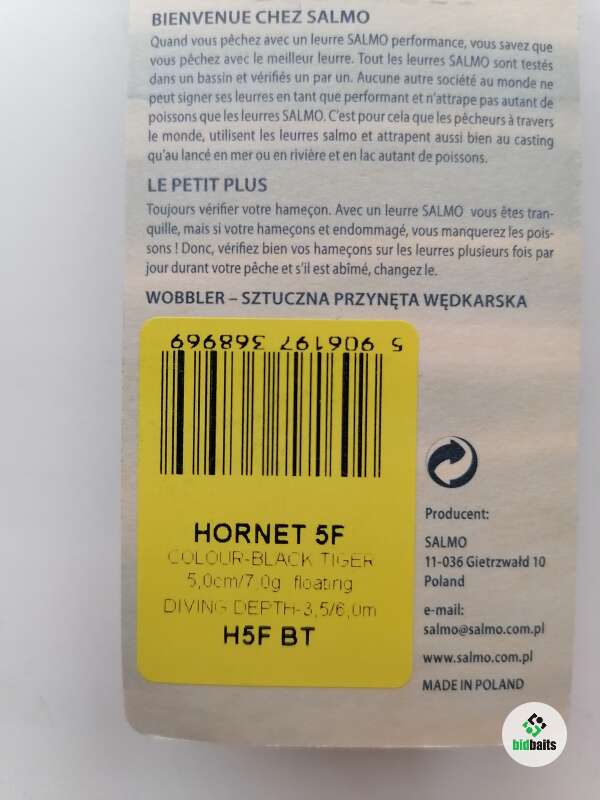 BIENVENUE CHEZ SALMO
Quand vous pêchez avec un leurre SALMO performance, vous savez que
vous pêchez avec le meilleur leurre. Tout les leurres SALMO sont testés
dans un bassin et vérifiés un par un. Aucune autre société au monde ne
peut signer ses leurres en tant que performant et n'attrape pas autant de
poissons que les leurres SALMO. C'est pour cela que les pêcheurs à travers
le monde, utilisent les leurres salmo et attrapent aussi bien au casting
qu'au lancé en mer ou en rivière et en lac autant de poissons.
LE PETIT PLUS
Toujours vérifier votre hameçon. Avec un leurre SALMO vous êtes tran-
quille, mais si votre hameçons et endommagé, vous manquerez les pois-
sons ! Donc, vérifiez bien vos hameçons sur les leurres plusieurs fois par
jour durant votre pêche et s'il est abîmé, changez le.
WOBBLER – SZTUCZNA PRZYNĘTA WĘDKARSKA
5 906197 368969
HORNET 5F
COLOUR-BLACK TIGER
5,0cm/7,0g floating
DIVING DEPTH-3,5/6,0m
H5F BT
Producent:
SALMO
11-036 Gietrzwałd 10
Poland
e-mail:
salmo@salmo.com.pl
www.salmo.com.pl
MADE IN POLAND
bidbaits